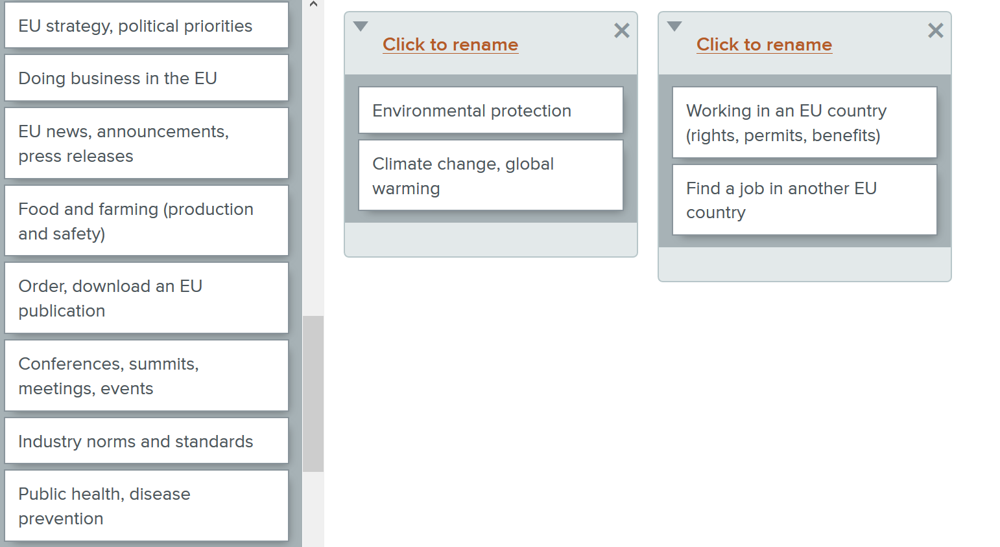 EU strategy, political priorities
Doing business in the EU
EU news, announcements,
press releases
Food and farming (production
and safety)
Order, download an EU
publication
Conferences, summits,
meetings, events
Industry norms and standards
Public health, disease
prevention
Click to rename
Environmental protection
Climate change, global
warming
Click to rename
Working in an EU country
(rights, permits, benefits)
Find a job in another EU
country